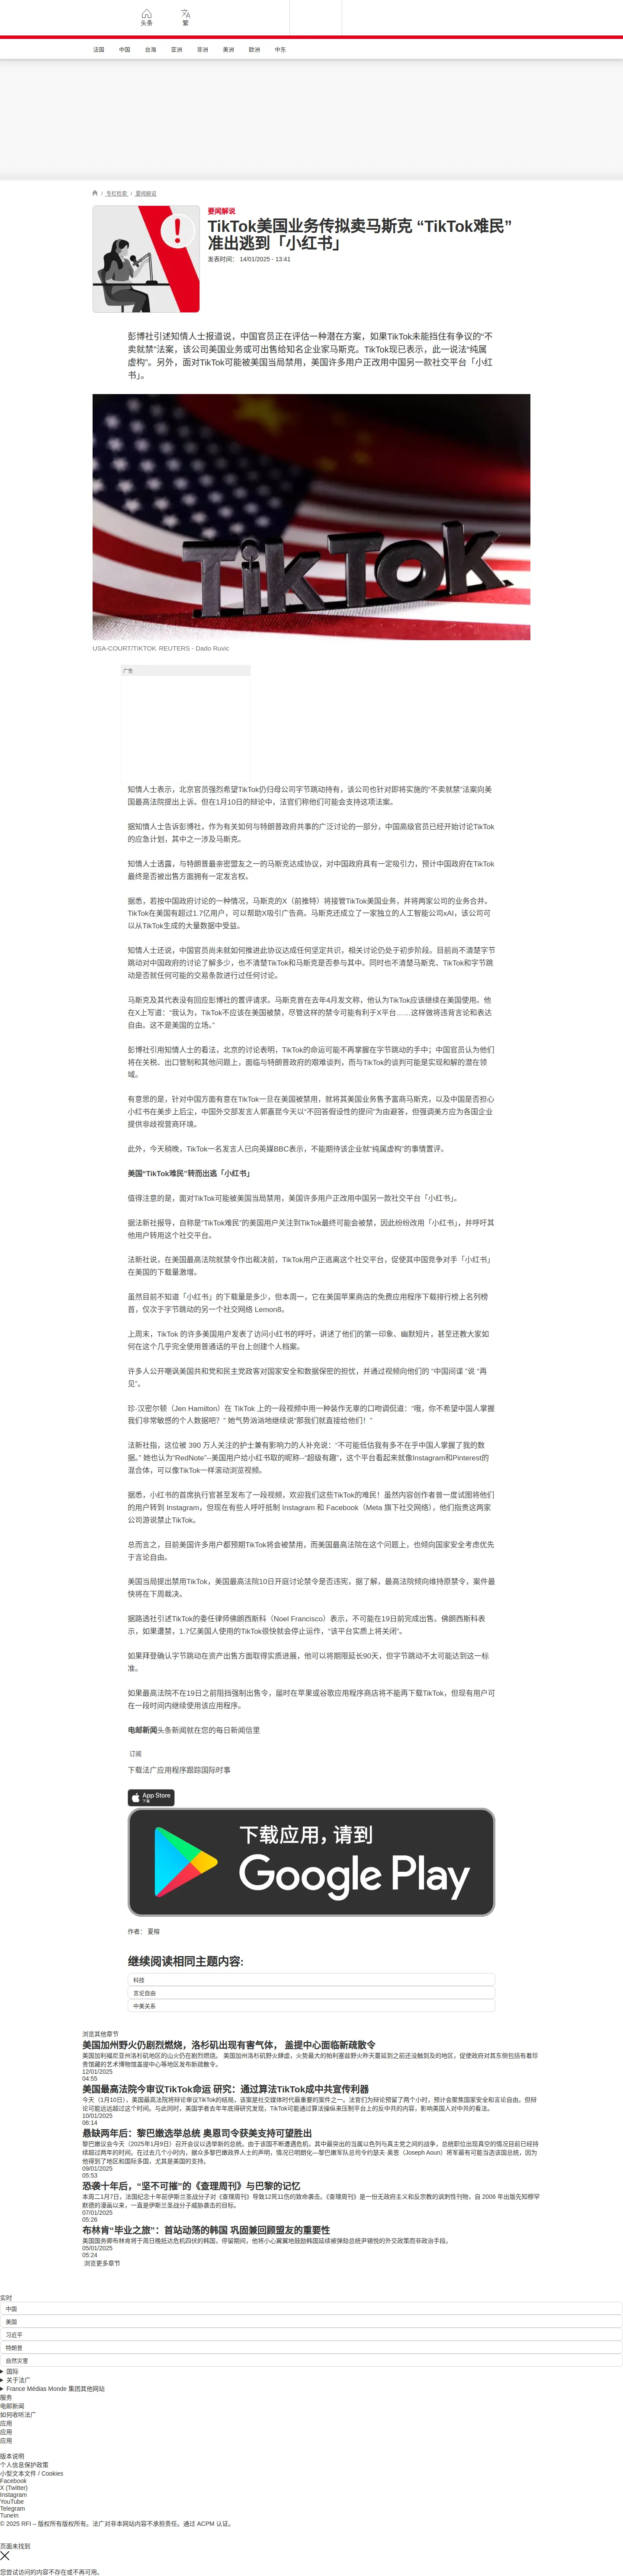 头条
繁
法国
中国
台海
亚洲
非洲
美洲
欧洲
中东
/ 专栏检索 / 要闻解说
要闻解说
TikTok美国业务传拟卖马斯克 “TikTok难民”
准出逃到「小红书」
发表时间： 14/01/2025 - 13:41
彭博社引述知情人士报道说，中国官员正在评估一种潜在方案，如果TikTok未能挡住有争议的“不
卖就禁”法案，该公司美国业务或可出售给知名企业家马斯克。TikTok现已表示，此一说法“纯属
虚构”。另外，面对TikTok可能被美国当局禁用，美国许多用户正改用中国另一款社交平台「小红
书」。
TIKTOK
USA-COURT/TIKTOK REUTERS - Dado Ruvic
广告
知情人士表示，北京官员强烈希望TikTok仍归母公司字节跳动持有，该公司也针对即将实施的“不卖就禁”法案向美
国最高法院提出上诉。但在1月10日的辩论中，法官们称他们可能会支持这项法案。
据知情人士告诉彭博社，作为有关如何与特朗普政府共事的广泛讨论的一部分，中国高级官员已经开始讨论TikTok
的应急计划，其中之一涉及马斯克。
知情人士透露，与特朗普最亲密盟友之一的马斯克达成协议，对中国政府具有一定吸引力，预计中国政府在TikTok
最终是否被出售方面拥有一定发言权。
据悉，若按中国政府讨论的一种情况，马斯克的X（前推特）将接管TikTok美国业务，并将两家公司的业务合并。
TikTok在美国有超过1.7亿用户，可以帮助X吸引广告商。马斯克还成立了一家独立的人工智能公司xAI，该公司可
以从TikTok生成的大量数据中受益。
知情人士还说，中国官员尚未就如何推进此协议达成任何坚定共识，相关讨论仍处于初步阶段。目前尚不清楚字节
跳动对中国政府的讨论了解多少，也不清楚TikTok和马斯克是否参与其中。同时也不清楚马斯克、TikTok和字节跳
动是否就任何可能的交易条款进行过任何讨论。
马斯克及其代表没有回应彭博社的置评请求。马斯克曾在去年4月发文称，他认为TikTok应该继续在美国使用。他
在X上写道：“我认为，TikTok不应该在美国被禁，尽管这样的禁令可能有利于X平台……这样做将违背言论和表达
自由。这不是美国的立场。”
彭博社引用知情人士的看法，北京的讨论表明，TikTok的命运可能不再掌握在字节跳动的手中；中国官员认为他们
将在关税、出口管制和其他问题上，面临与特朗普政府的艰难谈判，而与TikTok的谈判可能是实现和解的潜在领
域。
有意思的是，针对中国方面有意在TikTok一旦在美国被禁用，就将其美国业务售予富商马斯克，以及中国是否担心
小红书在美步上后尘，中国外交部发言人郭嘉昆今天以“不回答假设性的提问”为由避答，但强调美方应为各国企业
提供非歧视营商环境。
此外，今天稍晚，TikTok一名发言人已向英媒BBC表示，不能期待该企业就“纯属虚构”的事情置评。
美国“TikTok难民”转而出逃「小红书」
值得注意的是，面对TikTok可能被美国当局禁用，美国许多用户正改用中国另一款社交平台「小红书」。
据法新社报导，自称是“TikTok难民”的美国用户关注到TikTok最终可能会被禁，因此纷纷改用「小红书」，并呼吁其
他用户转用这个社交平台。
法新社说，在美国最高法院就禁令作出裁决前，TikTok用户正逃离这个社交平台，促使其中国竞争对手「小红书」
在美国的下载量激增。
虽然目前不知道「小红书」的下载量是多少，但本周一，它在美国苹果商店的免费应用程序下载排行榜上名列榜
首，仅次于字节跳动的另一个社交网络 Lemon8。
上周末，TikTok 的许多美国用户发表了访问小红书的呼吁，讲述了他们的第一印象、幽默短片，甚至还教大家如
何在这个几乎完全使用普通话的平台上创建个人档案。
许多人公开嘲讽美国共和党和民主党政客对国家安全和数据保密的担忧，并通过视频向他们的 “中国间谍 ”说 “再
见”。
珍-汉密尔顿（Jen Hamilton）在 TikTok 上的一段视频中用一种装作无辜的口吻调侃道：“哦，你不希望中国人掌握
我们非常敏感的个人数据吧？ ” 她气势汹汹地继续说“那我们就直接给他们！”
法新社指，这位被 390 万人关注的护士兼有影响力的人补充说：“不可能低估我有多不在乎中国人掌握了我的数
据。” 她也认为“RedNote”--美国用户给小红书取的昵称--“超级有趣”，这个平台看起来就像Instagram和Pinterest的
混合体，可以像TikTok一样滚动浏览视频。
据悉，小红书的首席执行官甚至发布了一段视频，欢迎我们这些TikTok的难民！虽然内容创作者曾一度试图将他们
的用户转到 Instagram，但现在有些人呼吁抵制 Instagram 和 Facebook（Meta 旗下社交网络），他们指责这两家
公司游说禁止TikTok。
总而言之，目前美国许多用户都预期TikTok将会被禁用，而美国最高法院在这个问题上，也倾向国家安全考虑优先
于言论自由。
美国当局提出禁用TikTok，美国最高法院10日开庭讨论禁令是否违宪，据了解，最高法院倾向维持原禁令，案件最
快将在下周裁决。
据路透社引述TikTok的委任律师佛朗西斯科（Noel Francisco）表示，不可能在19日前完成出售。佛朗西斯科表
示，如果遭禁，1.7亿美国人使用的TikTok很快就会停止运作，“该平台实质上将关闭”。
如果拜登确认字节跳动在资产出售方面取得实质进展，他可以将期限延长90天，但字节跳动不太可能达到这一标
准。
如果最高法院不在19日之前阻挡强制出售令，届时在苹果或谷歌应用程序商店将不能再下载TikTok，但现有用户可
在一段时间内继续使用该应用程序。
电邮新闻头条新闻就在您的每日新闻信里
订阅
下载法广应用程序跟踪国际时事
App Store
下载
下载应用，请到
Google Play
作者： 夏榕
继续阅读相同主题内容:
科技
言论自由
中美关系
浏览其他章节
美国加州野火仍剧烈燃烧，洛杉矶出现有害气体， 盖提中心面临新疏散令
美国加利福尼亚州洛杉矶地区的山火仍在剧烈燃烧。 美国加州洛杉矶野火肆虐，火势最大的帕利塞兹野火昨天蔓延到之前还没触到及的地区，促使政府对其东侧包括有着珍
贵馆藏的艺术博物馆盖提中心等地区发布新疏散令。
12/01/2025
04:55
美国最高法院今审议TikTok命运 研究：通过算法TikTok成中共宣传利器
今天（1月10日），美国最高法院将辩论审议TikTok的结局，该案是社交媒体时代最重要的案件之一。法官们为辩论预留了两个小时，预计会聚焦国家安全和言论自由。但辩
论可能远远超过这个时间。与此同时，美国学者去年年底得研究发现，TikTok可能通过算法操纵来压制平台上的反中共的内容，影响美国人对中共的看法。
10/01/2025
06:14
悬缺两年后：黎巴嫩选举总统 奥恩司令获美支持可望胜出
黎巴嫩议会今天（2025年1月9日）召开会议以选举新的总统。由于该国不断遭遇危机，其中最突出的当属以色列与真主党之间的战争，总统职位出现真空的情况目前已经持
续超过两年的时间。在过去几个小时内，据众多黎巴嫩政界人士的声明，情况已明朗化—黎巴嫩军队总司令约瑟夫·奥恩（Joseph Aoun）将军最有可能当选该国总统，因为
他得到了地区和国际多国，尤其是美国的支持。
09/01/2025
05:53
恐袭十年后，“坚不可摧”的《查理周刊》与巴黎的记忆
本周二1月7日，法国纪念十年前伊斯兰圣战分子对《查理周刊》导致12死11伤的致命袭击。《查理周刊》是一份无政府主义和反宗教的讽刺性刊物，自 2006 年出版先知穆罕
默德的漫画以来，一直是伊斯兰圣战分子威胁袭击的目标。
07/01/2025
05:26
布林肯“毕业之旅”：首站动荡的韩国 巩固兼回顾盟友的重要性
美国国务卿布林肯将于周日晚抵达危机四伏的韩国，停留期间，他将小心翼翼地鼓励韩国延续被弹劾总统尹锡悦的外交政策而非政治手段。
05/01/2025
05:24
浏览更多章节
实时
中国
美国
习近平
特朗普
自然灾害
国际
关于法广
France Médias Monde 集团其他网站
服务
电邮新闻
如何收听法广
应用
应用
应用
版本说明
个人信息保护政策
小型文本文件 / Cookies
Facebook
X (Twitter)
Instagram
YouTube
Telegram
TuneIn
© 2025 RFI – 版权所有版权所有。法广对非本网站内容不承担责任。通过 ACPM 认证。
页面未找到
您尝试访问的内容不存在或不再可用。